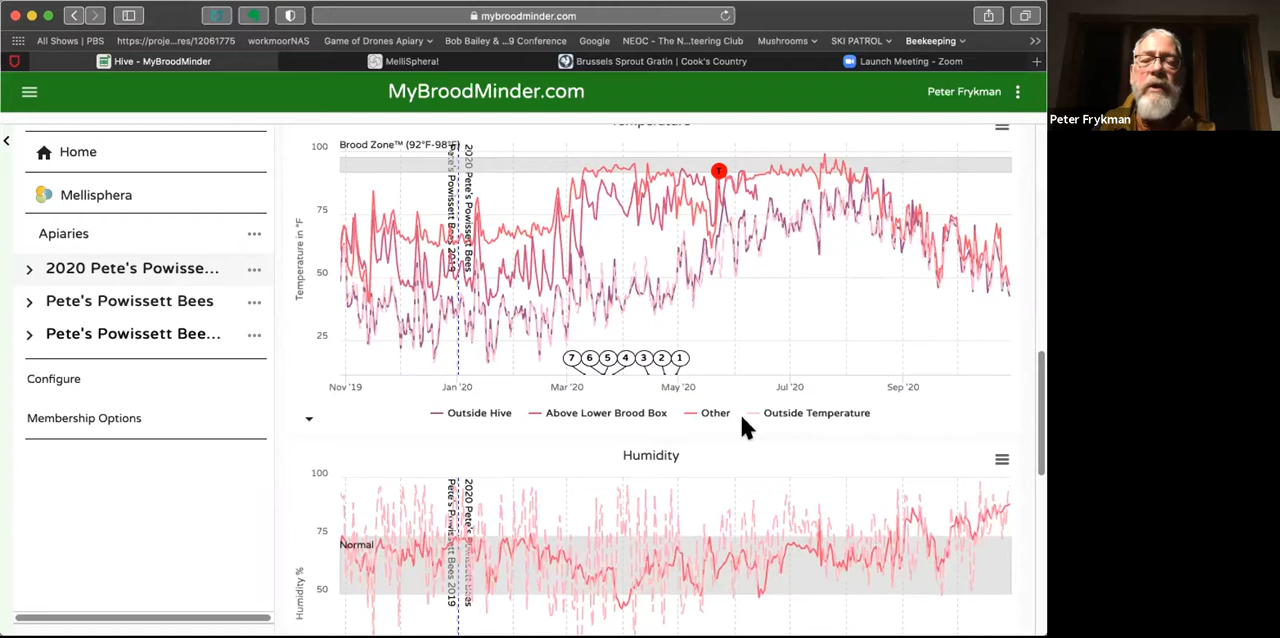 mybroodminder.com
All Shows | PBS
https://proje...res/12061775
workmoorNAS
Game of Drones Apiary
Bob Bailey & ...9 Conference
Google
NEOC - The N...teering Club
Mushrooms
SKI PATROL
Beekeeping
Hive - MyBroodMinder
MelliSphera!
Brussels Sprout Gratin | Cook's Country
Launch Meeting - Zoom
MyBroodMinder.com
Peter Frykman
Peter Frykman
Home
Mellisphera
Apiaries
2020 Pete's Powisse...
Pete's Powissett Bees
Pete's Powissett Bee...
Configure
Membership Options
Temperature
Brood Zone™ (92°F-98°F)
100
75
50
25
Temperature in °F
Pete's Powissett Bees 2019
2020 Pete's Powissett Bees
T
7 6 5 4 3 2 1
Nov '19 Jan '20 Mar '20 May '20 Jul '20 Sep '20
Outside Hive Above Lower Brood Box Other Outside Temperature
Humidity
100
75
50
Normal
Humidity %
Pete's Powissett Bees 2019
2020 Pete's Powissett Bees